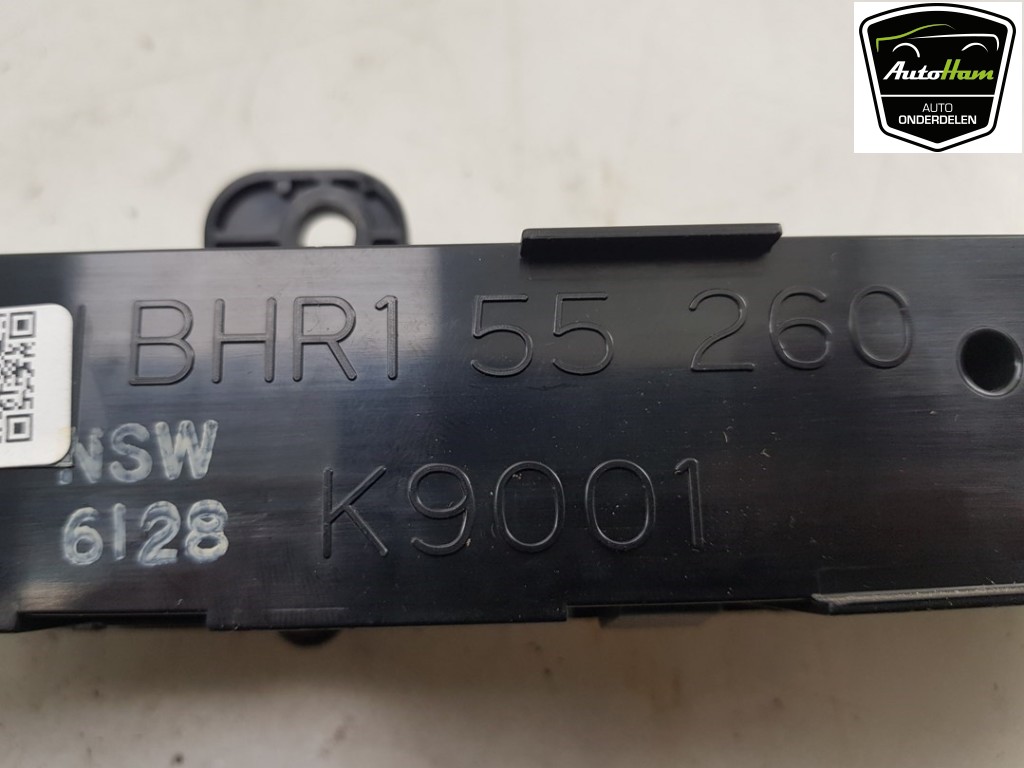 AutoHam
AUTO
ONDERDELEN
BHR1 55 260
NSW
6128
K9001